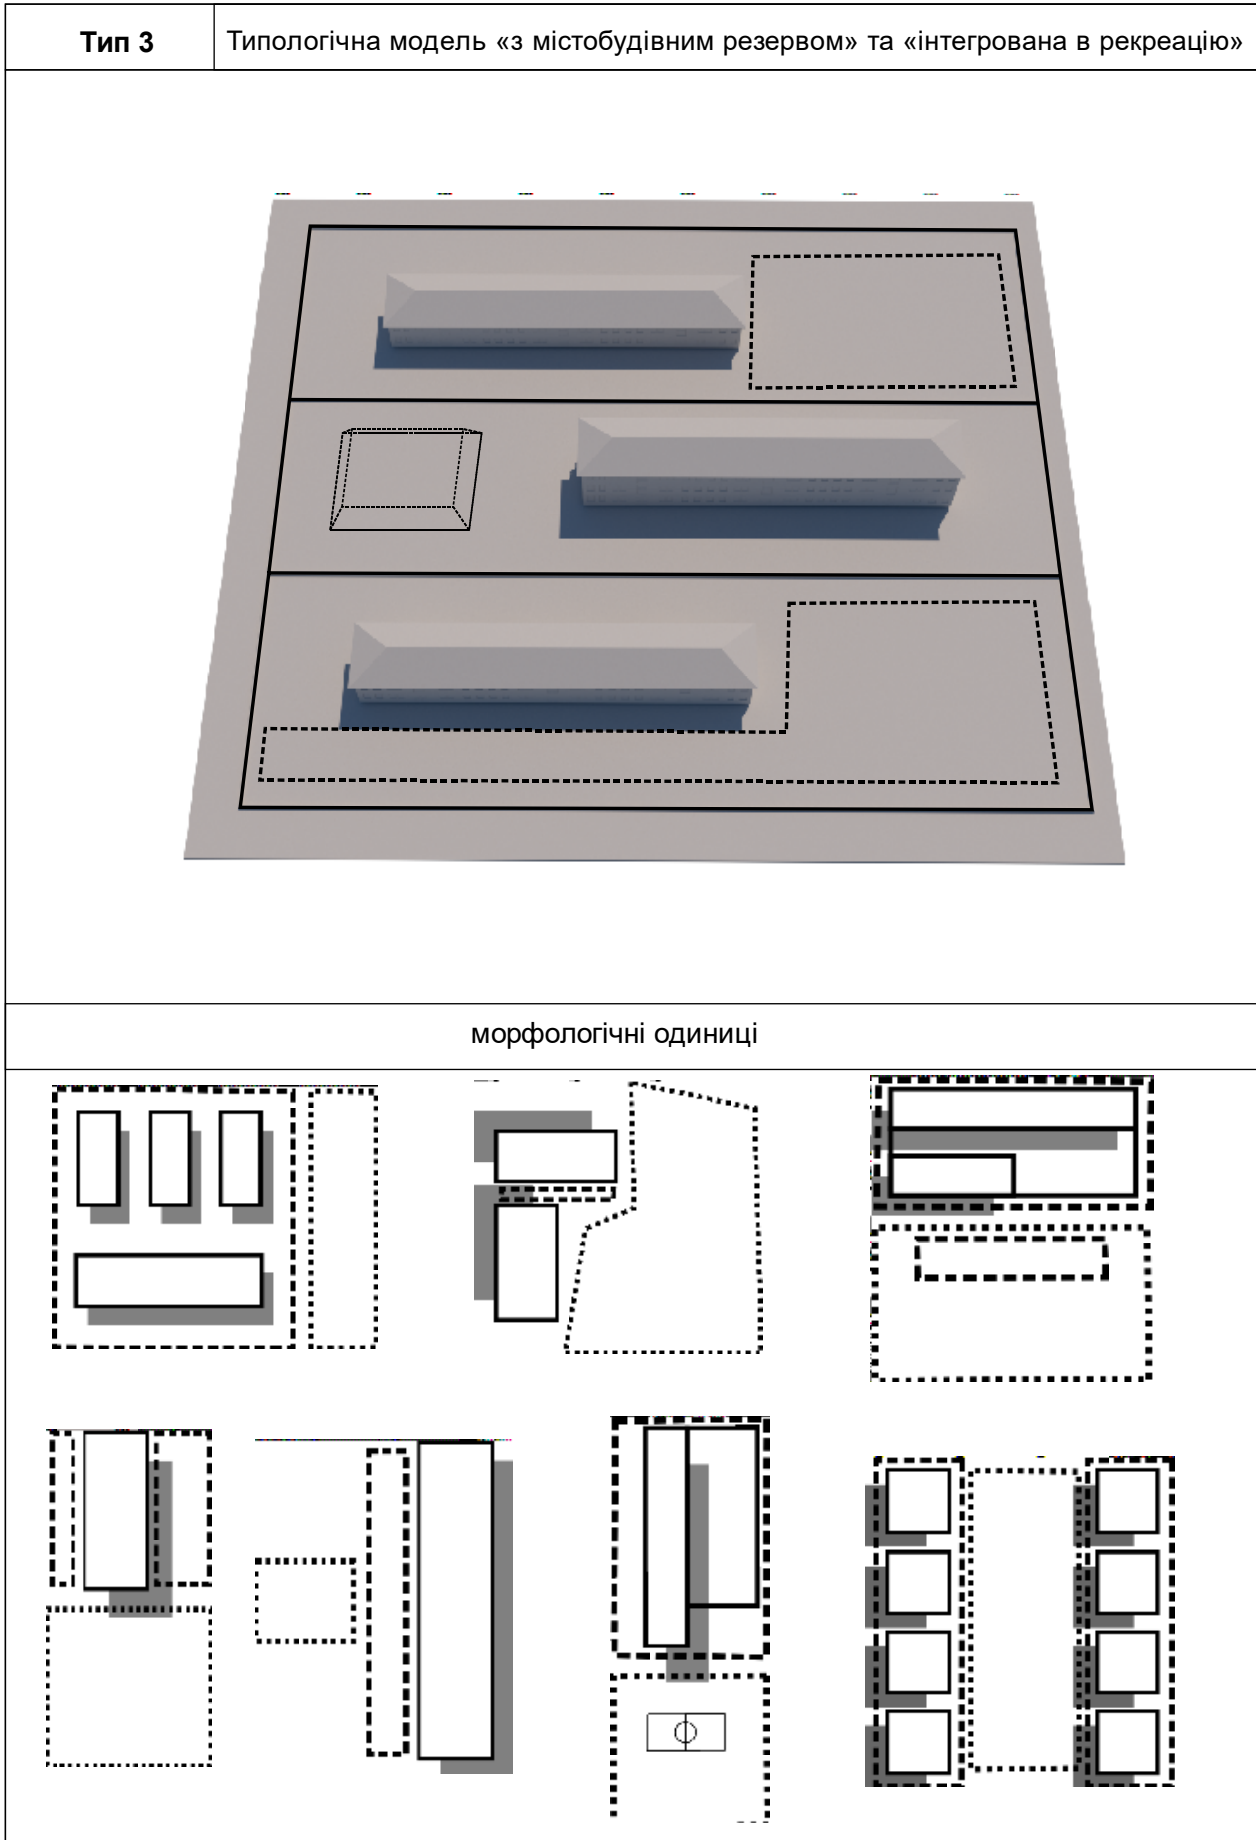 Тип 3
Типологічна модель «з містобудівним резервом» та «інтегрована в рекреацію»
морфологічні одиниці